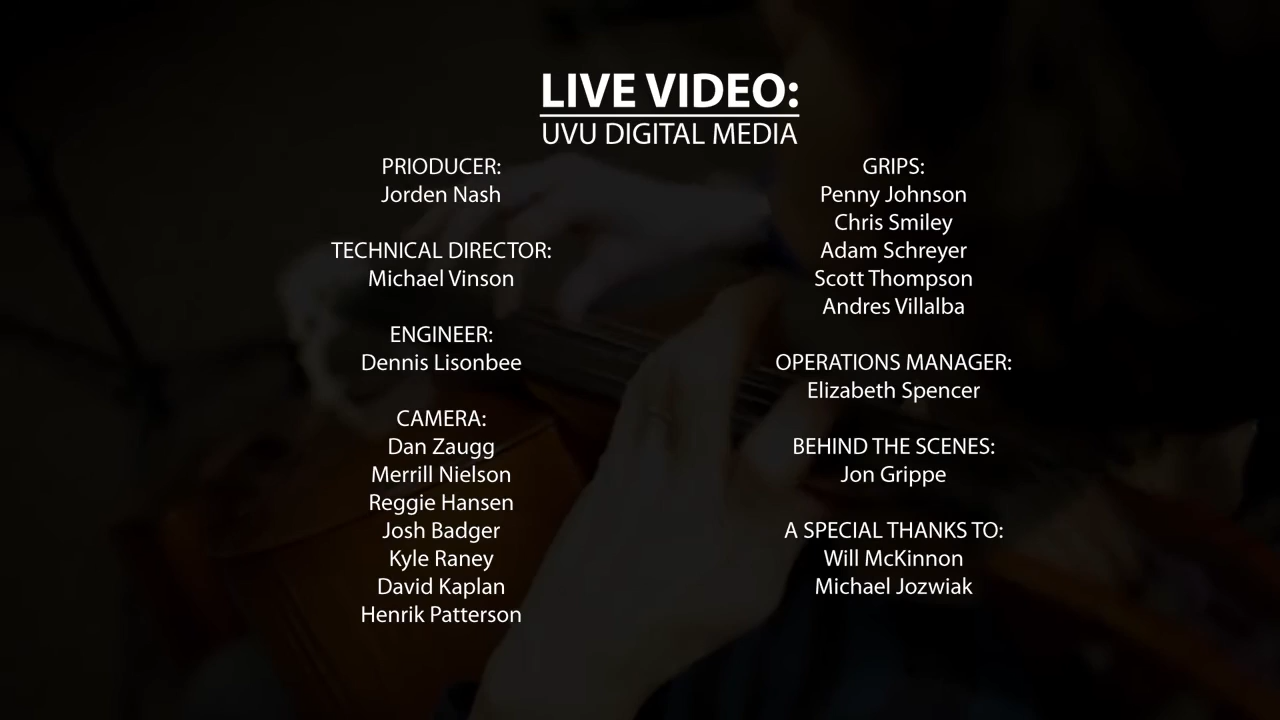 LIVE VIDEO:
UVU DIGITAL MEDIA
PRIODUCER:
Jorden Nash
TECHNICAL DIRECTOR:
Michael Vinson
ENGINEER:
Dennis Lisonbee
CAMERA:
Dan Zaugg
Merrill Nielson
Reggie Hansen
Josh Badger
Kyle Raney
David Kaplan
Henrik Patterson
GRIPS:
Penny Johnson
Chris Smiley
Adam Schreyer
Scott Thompson
Andres Villalba
OPERATIONS MANAGER:
Elizabeth Spencer
BEHIND THE SCENES:
Jon Grippe
A SPECIAL THANKS TO:
Will McKinnon
Michael Jozwiak